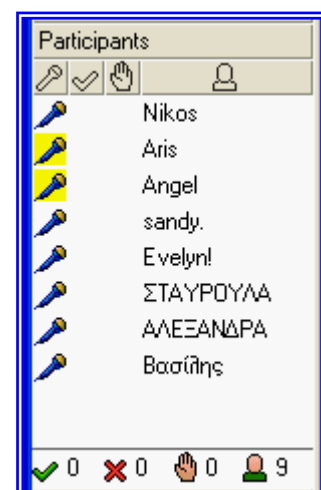 Participants
Nikos
Aris
Angel
sandy.
Evelyn!
ΣΤΑΥΡΟΥΛΑ
ΑΛΕΞΑΝΔΡΑ
Βασίλης
0 0 0 9